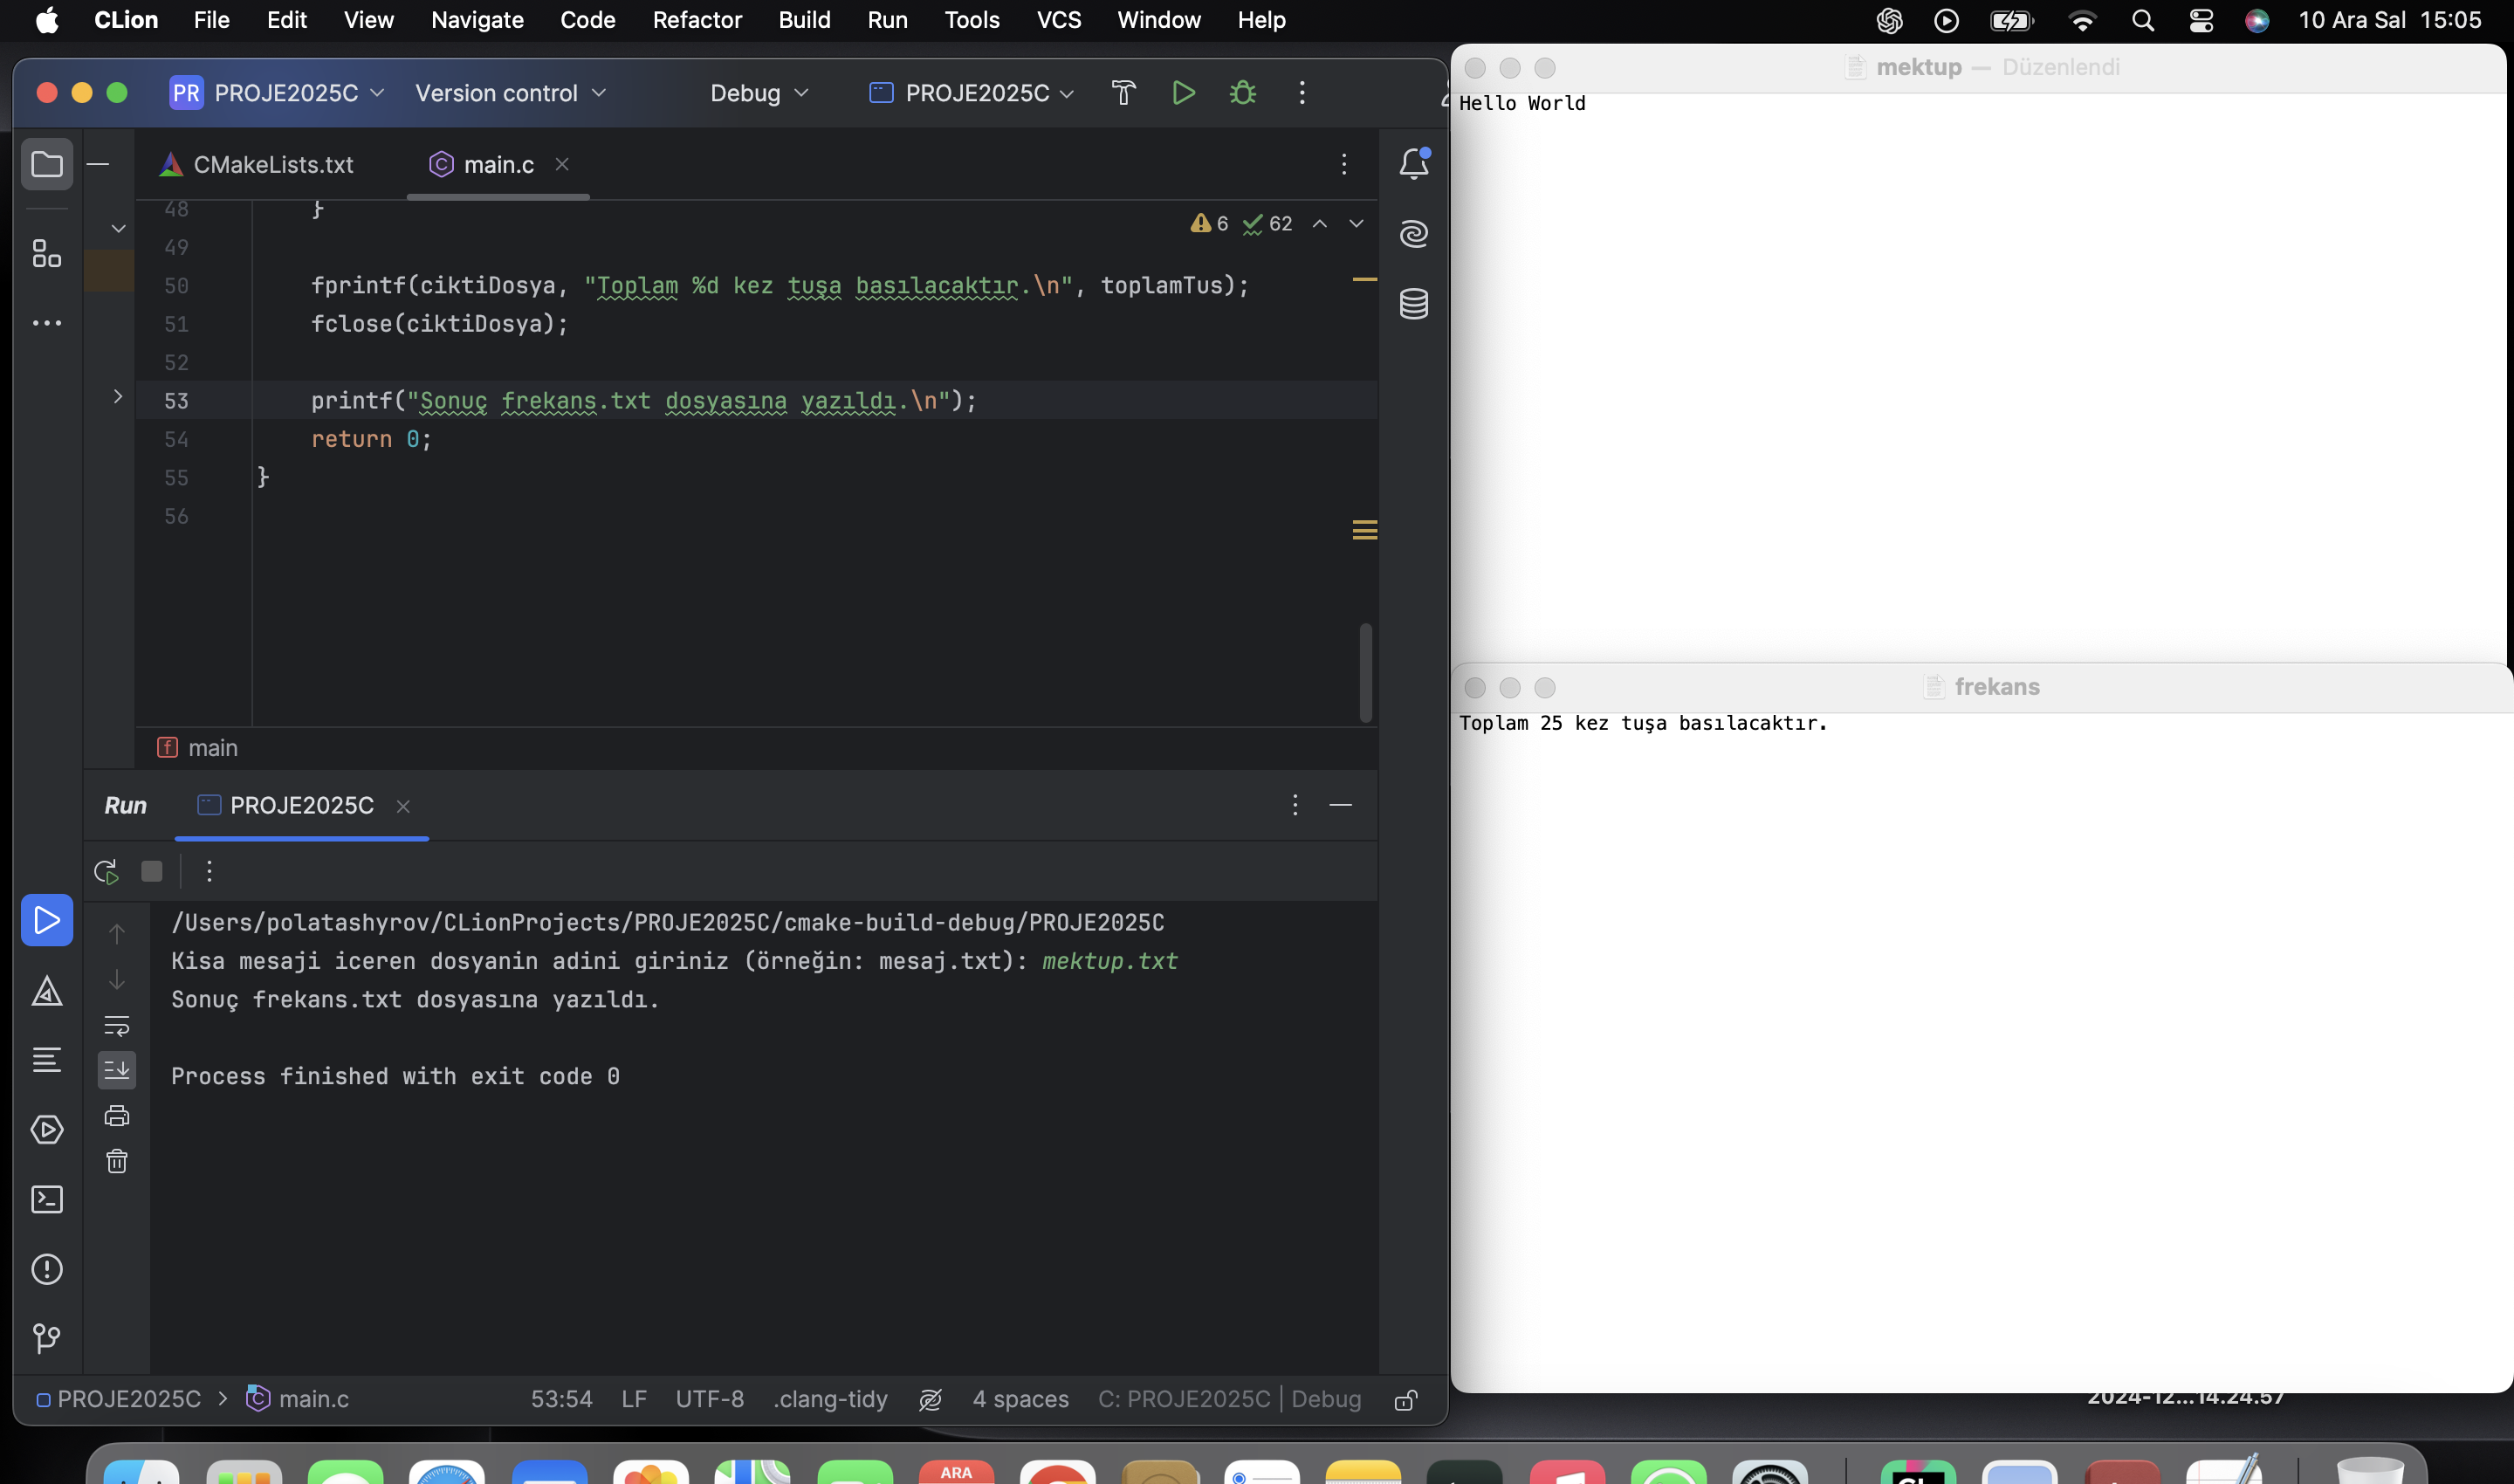 CLion File Edit View Navigate Code Refactor Build Run Tools VCS Window Help 10 Ara Sal 15:05
PR PROJE2025C Version control Debug PROJE2025C
CMakeLists.txt main.c
6 62
48 }
49
50 fprintf(ciktiDosya, "Toplam %d kez tuşa basılacaktır.\n", toplamTus);
51 fclose(ciktiDosya);
52
53 printf("Sonuç frekans.txt dosyasına yazıldı.\n");
54 return 0;
55 }
56
f main
Run PROJE2025C
/Users/polatashyrov/CLionProjects/PROJE2025C/cmake-build-debug/PROJE2025C
Kisa mesaji iceren dosyanin adini giriniz (örneğin: mesaj.txt): mektup.txt
Sonuç frekans.txt dosyasına yazıldı.
Process finished with exit code 0
PROJE2025C > main.c 53:54 LF UTF-8 .clang-tidy 4 spaces C: PROJE2025C | Debug
mektup — Düzenlendi
Hello World
frekans
Toplam 25 kez tuşa basılacaktır.
2024-12...14.24.57
ARA